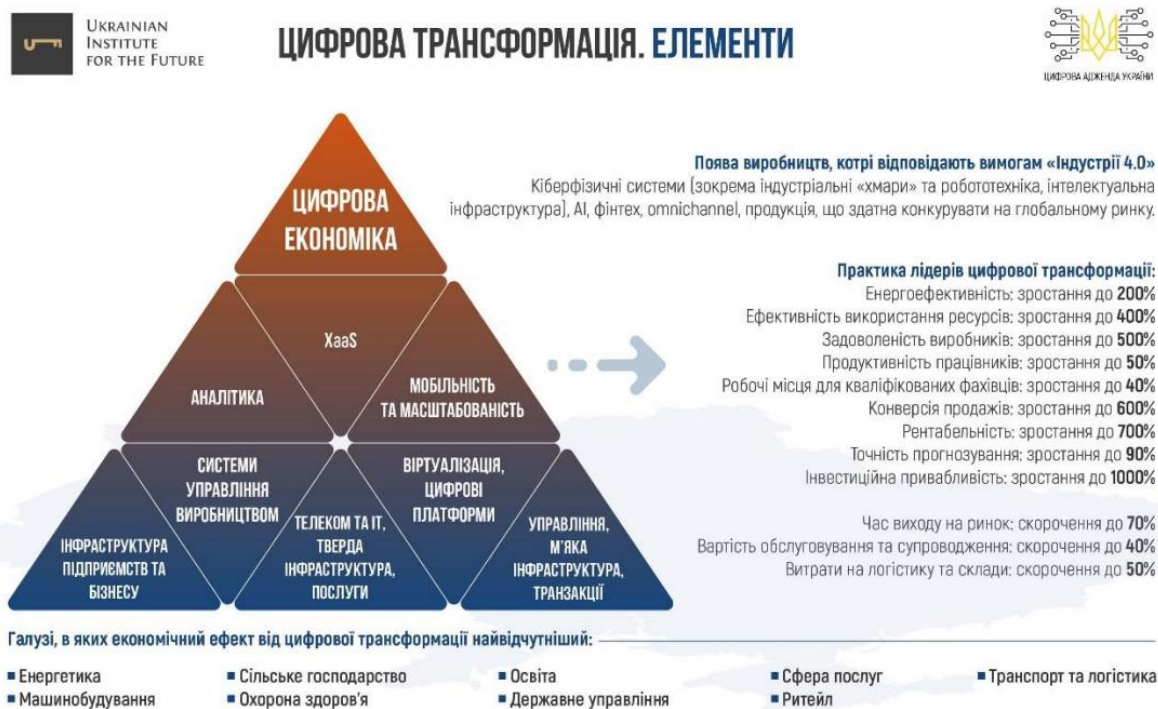 UKRAINIAN
INSTITUTE
FOR THE FUTURE
ЦИФРОВА ТРАНСФОРМАЦІЯ. ЕЛЕМЕНТИ
ЦИФРОВА АДЖЕНДА УКРАЇНИ
ЦИФРОВА
ЕКОНОМІКА
XaaS
АНАЛІТИКА
МОБІЛЬНІСТЬ
ТА МАСШТАБОВАНІСТЬ
СИСТЕМИ
УПРАВЛІННЯ
ВИРОБНИЦТВОМ
ВІРТУАЛІЗАЦІЯ,
ЦИФРОВІ
ПЛАТФОРМИ
ІНФРАСТРУКТУРА
ПІДПРИЄМСТВ ТА
БІЗНЕСУ
ТЕЛЕКОМ ТА ІТ,
ТВЕРДА
ІНФРАСТРУКТУРА,
ПОСЛУГИ
УПРАВЛІННЯ,
М'ЯКА
ІНФРАСТРУКТУРА,
ТРАНЗАКЦІЇ
Поява виробництв, котрі відповідають вимогам «Індустрії 4.0»
Кіберфізичні системи (зокрема індустріальні «хмари» та робототехніка, інтелектуальна
інфраструктура), AI, фінтех, omnichannel, продукція, що здатна конкурувати на глобальному ринку.
Практика лідерів цифрової трансформації:
Енергоефективність: зростання до 200%
Ефективність використання ресурсів: зростання до 400%
Задоволеність виробників: зростання до 500%
Продуктивність працівників: зростання до 50%
Робочі місця для кваліфікованих фахівців: зростання до 40%
Конверсія продажів: зростання до 600%
Рентабельність: зростання до 700%
Точність прогнозування: зростання до 90%
Інвестиційна привабливість: зростання до 1000%
Час виходу на ринок: скорочення до 70%
Вартість обслуговування та супроводження: скорочення до 40%
Витрати на логістику та склади: скорочення до 50%
Галузі, в яких економічний ефект від цифрової трансформації найвідчутніший:
Енергетика
Машинобудування
Сільське господарство
Охорона здоров'я
Освіта
Державне управління
Сфера послуг
Ритейл
Транспорт та логістика